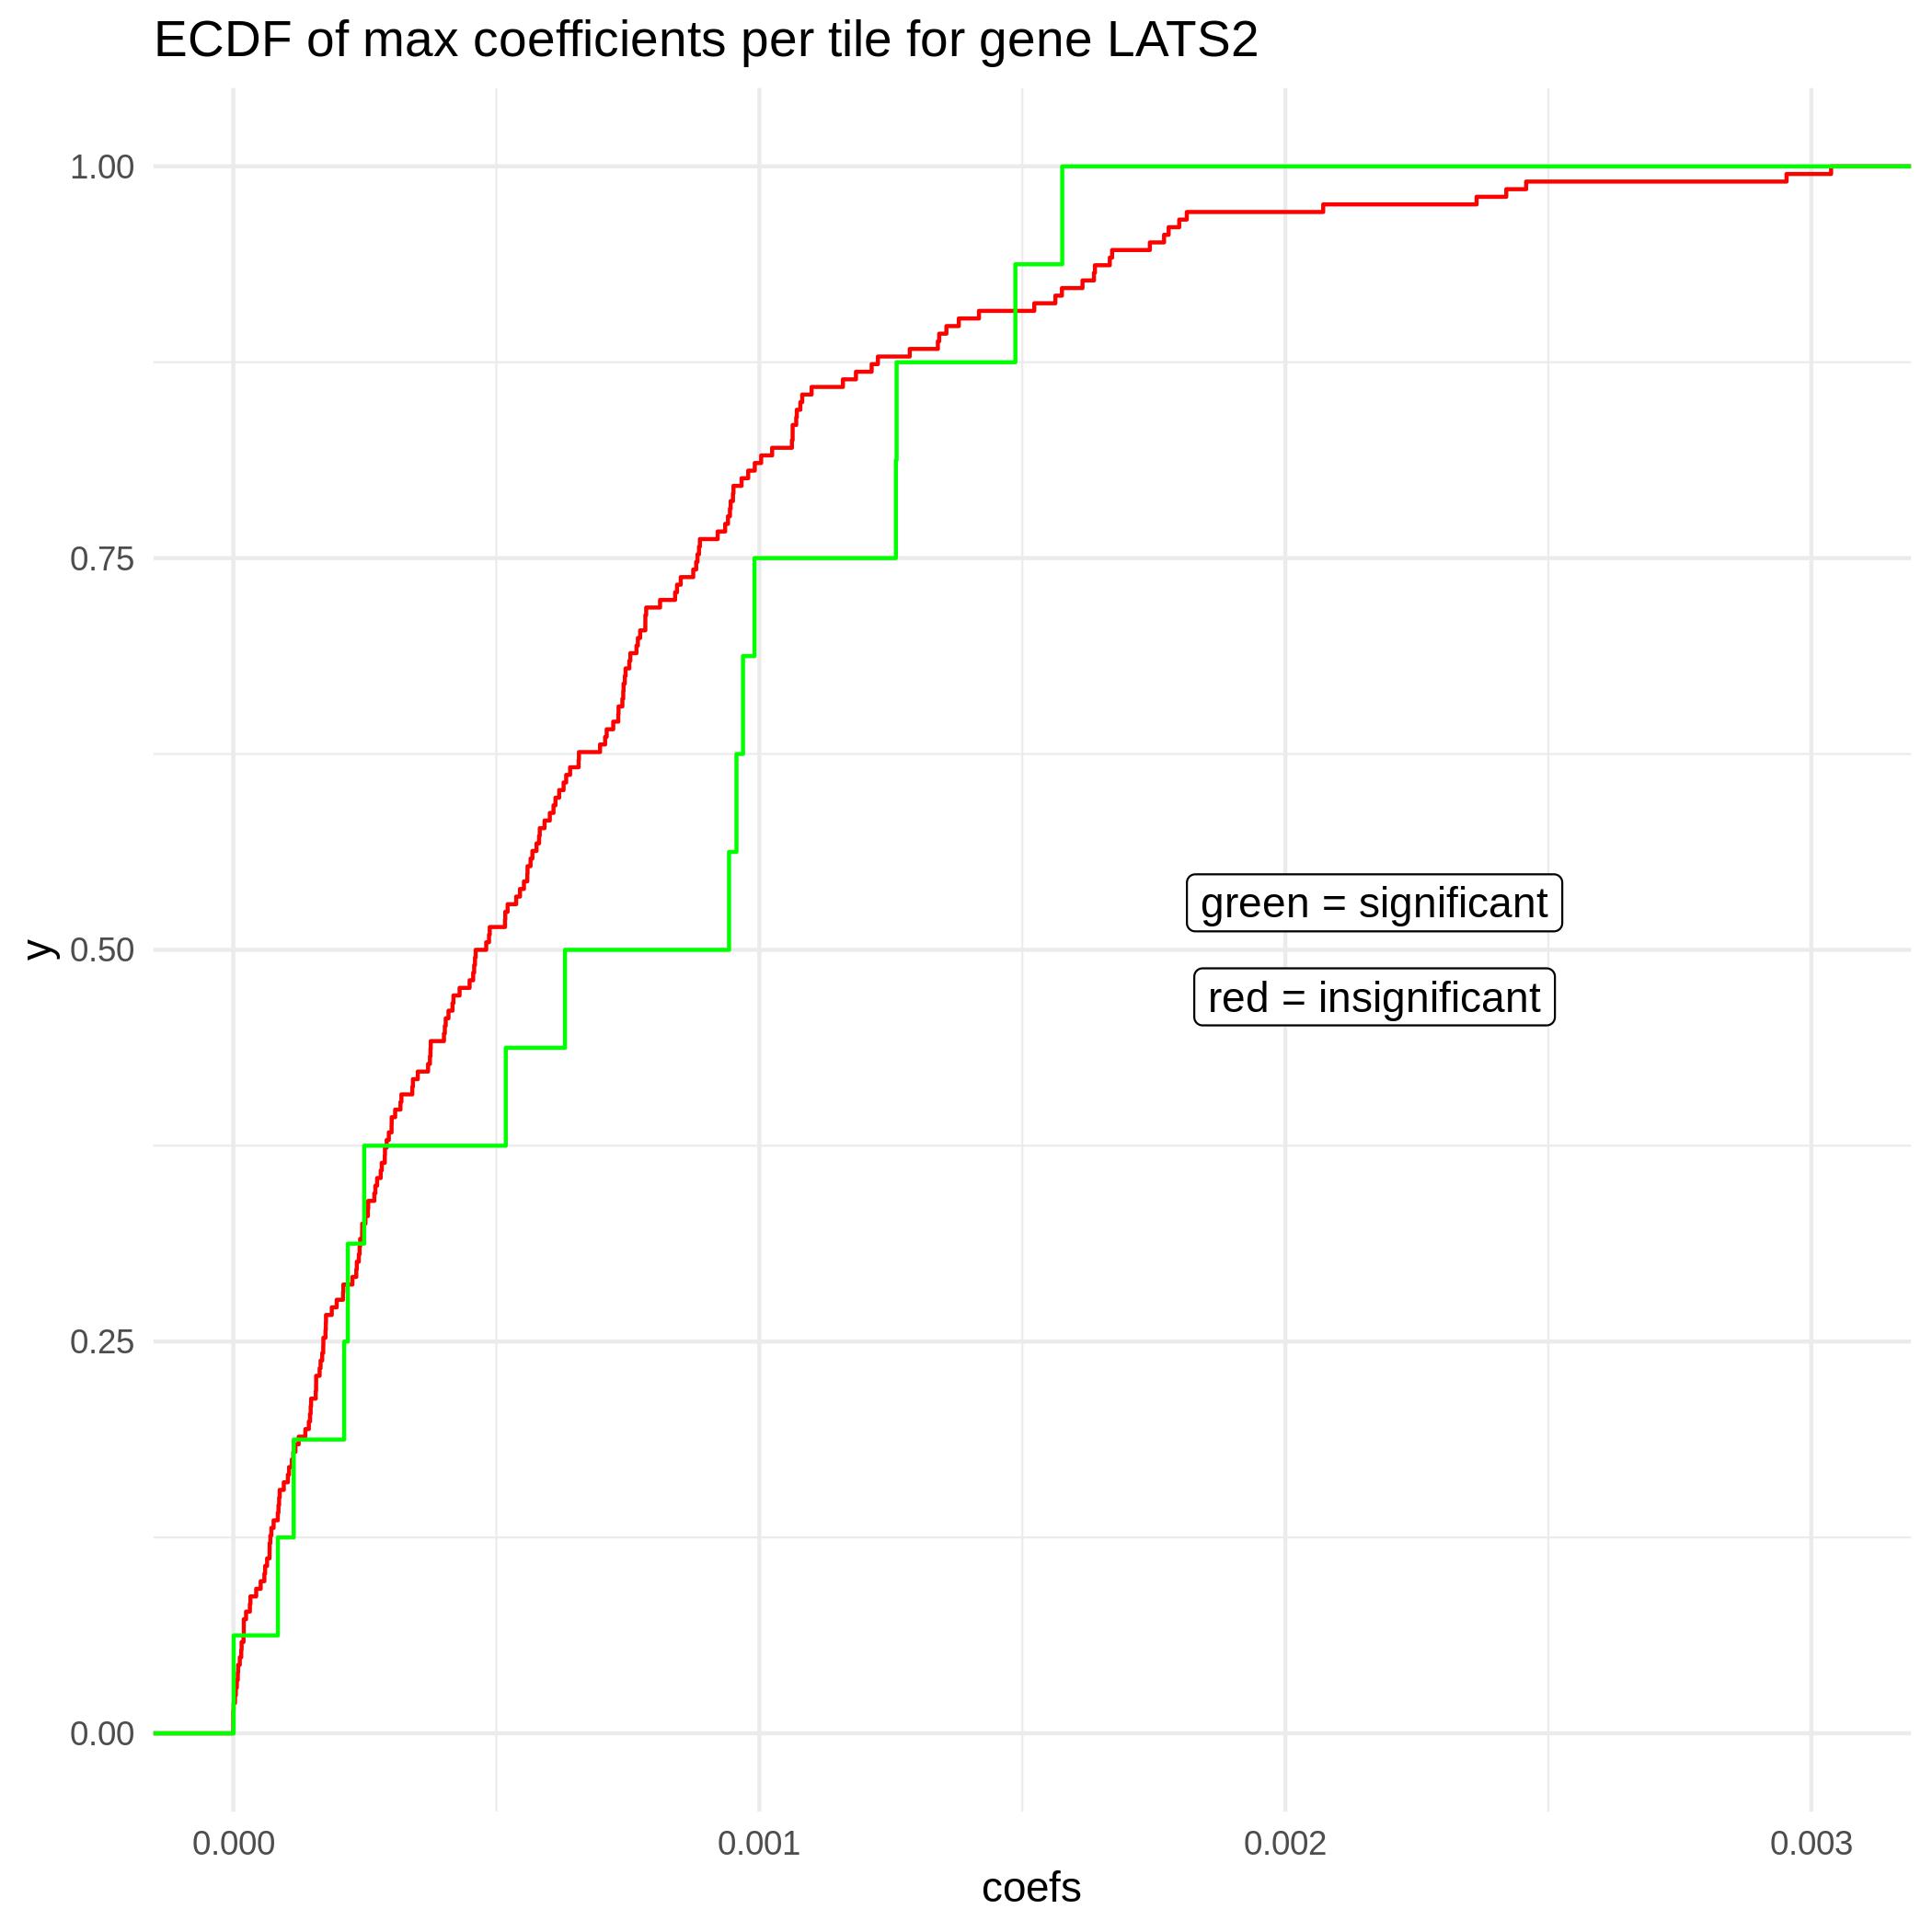 ECDF of max coefficients per tile for gene LATS2
1.00
0.75
green = significant
y
0.50
red = insignificant
0.25
0.00
0.000 0.001 0.002 0.003
coefs